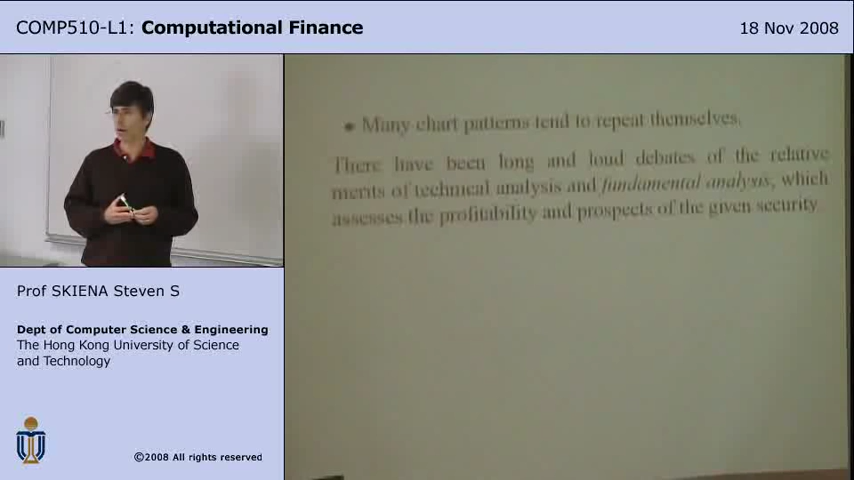 COMP510-L1: Computational Finance
18 Nov 2008
• Many chart patterns tend to repeat themselves.
There have been long and loud debates of the relative
merits of technical analysis and fundamental analysis, which
assesses the profitability and prospects of the given security.
Prof SKIENA Steven S
Dept of Computer Science & Engineering
The Hong Kong University of Science
and Technology
©2008 All rights reserved